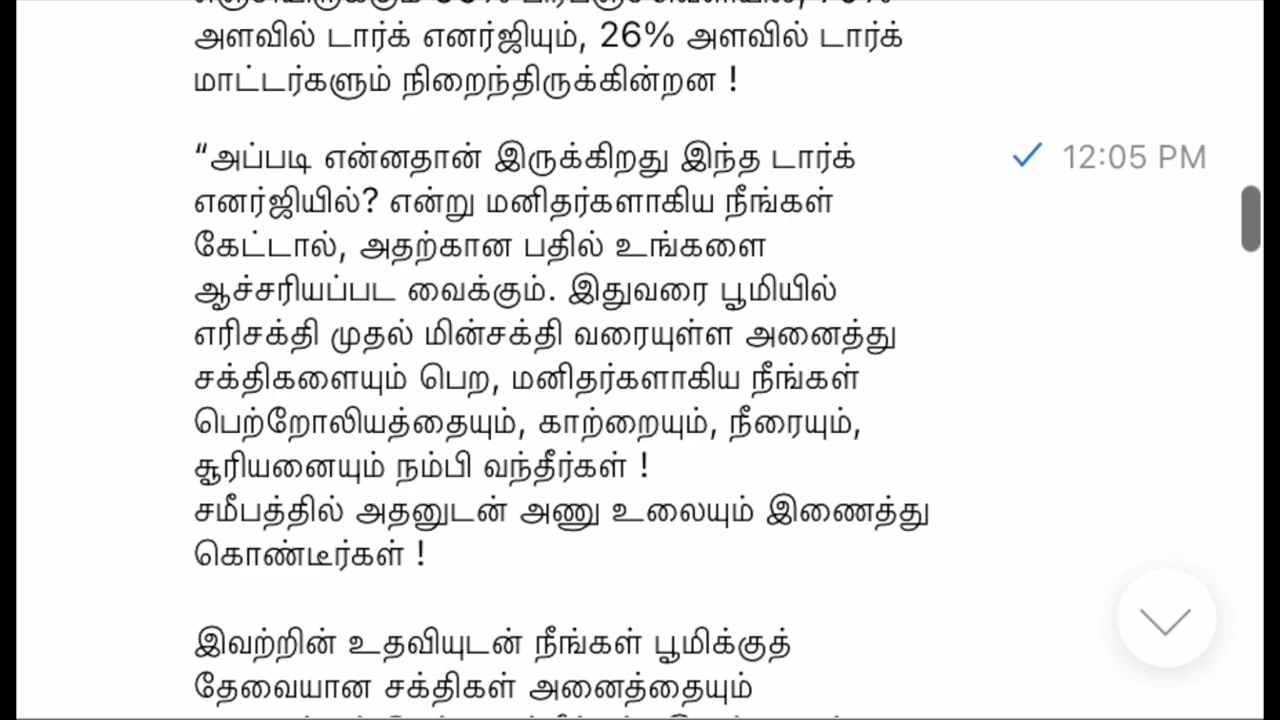 அளவில் டார்க் எனர்ஜியும், 26% அளவில் டார்க்
மாட்டர்களும் நிறைந்திருக்கின்றன !
“அப்படி என்னதான் இருக்கிறது இந்த டார்க்
12:05 PM
எனர்ஜியில்? என்று மனிதர்களாகிய நீங்கள்
கேட்டால், அதற்கான பதில் உங்களை
ஆச்சரியப்பட வைக்கும். இதுவரை பூமியில்
எரிசக்தி முதல் மின்சக்தி வரையுள்ள அனைத்து
சக்திகளையும் பெற, மனிதர்களாகிய நீங்கள்
பெற்றோலியத்தையும், காற்றையும், நீரையும்,
சூரியனையும் நம்பி வந்தீர்கள் !
சமீபத்தில் அதனுடன் அணு உலையும் இணைத்து
கொண்டீர்கள் !
இவற்றின் உதவியுடன் நீங்கள் பூமிக்குத்
தேவையான சக்திகள் அனைத்தையும்